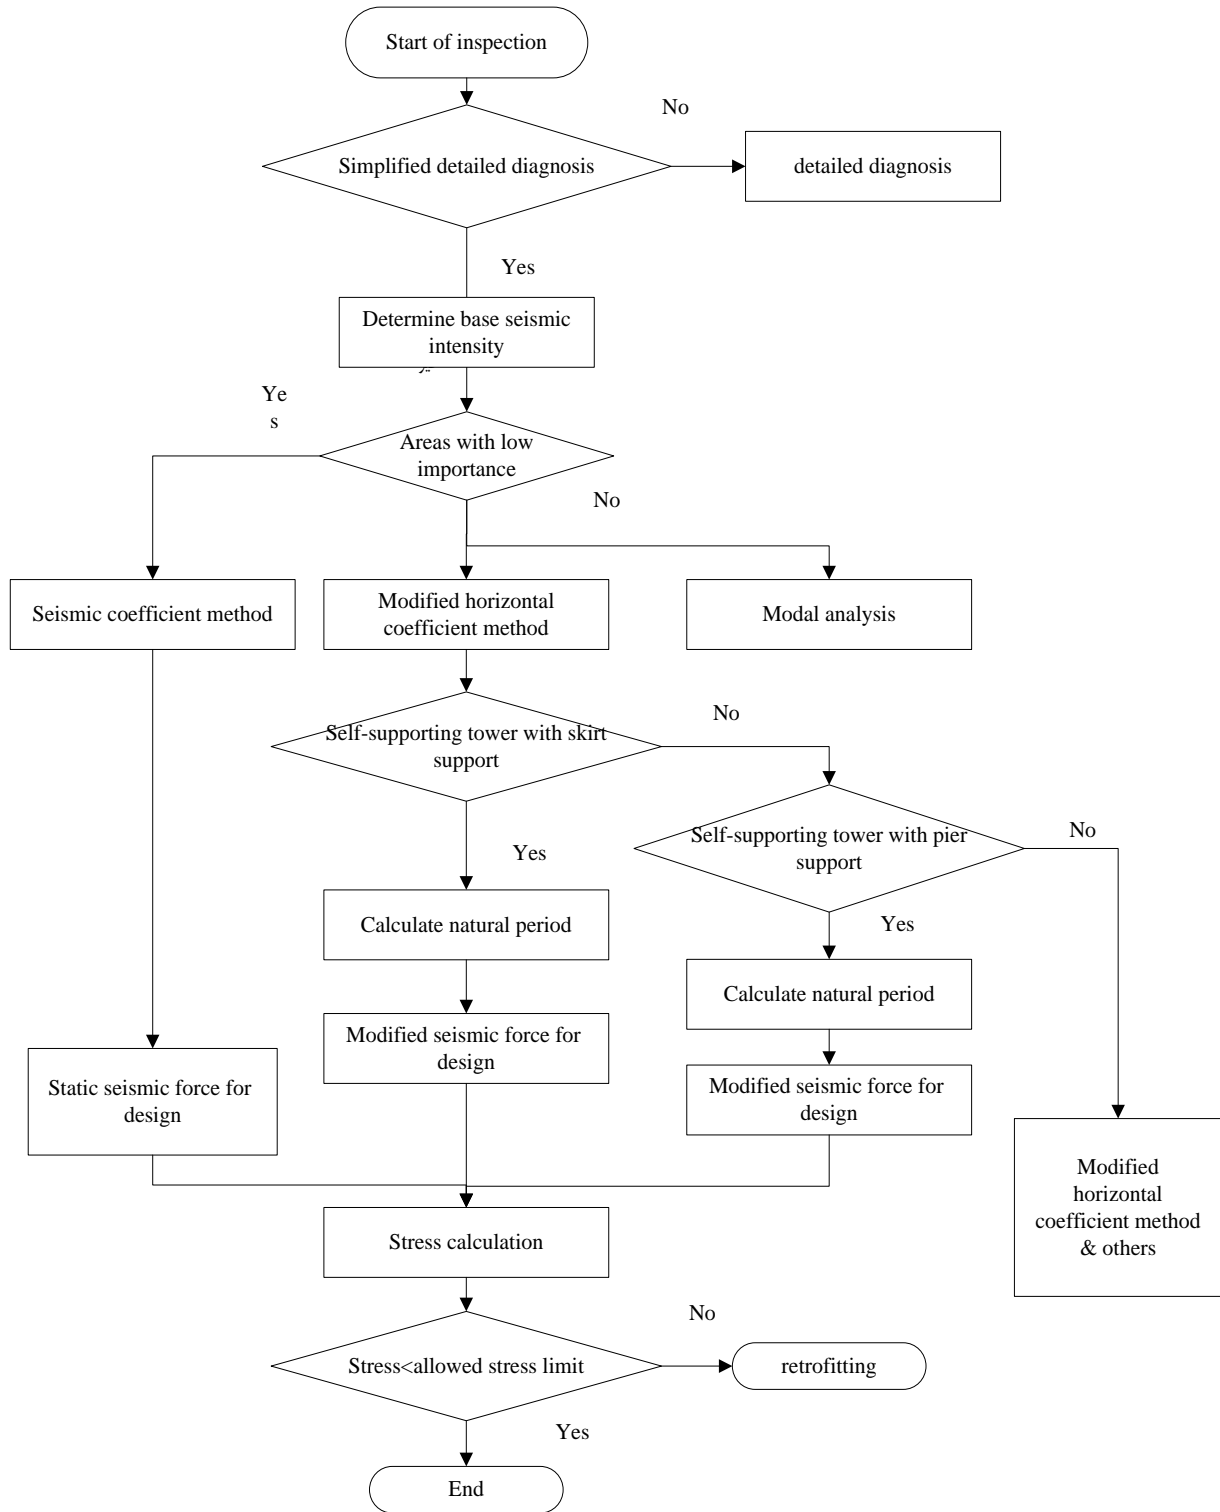 Start of inspection
No
Simplified detailed diagnosis
detailed diagnosis
Yes
Determine base seismic
intensity
Ye
s
Areas with low
importance
No
Seismic coefficient method
Modified horizontal
coefficient method
Modal analysis
Self-supporting tower with skirt
support
No
Self-supporting tower with pier
support
No
Yes
Calculate natural period
Yes
Calculate natural period
Modified seismic force for
design
Static seismic force for
design
Modified seismic force for
design
Modified
horizontal
coefficient method
& others
Stress calculation
No
Stress<allowed stress limit
retrofitting
Yes
End